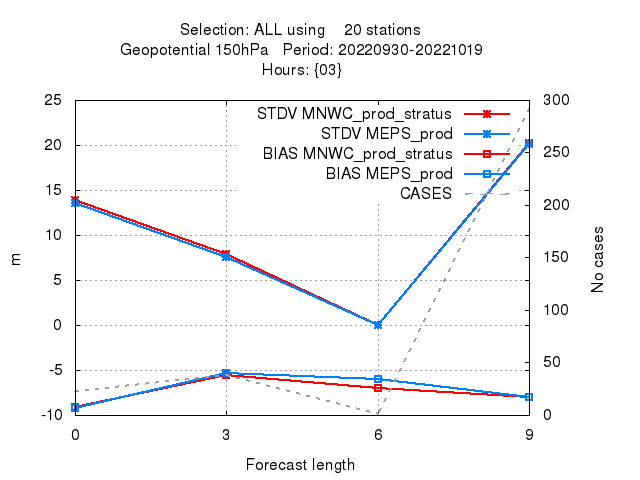 Selection: ALL using    20 stations
Geopotential 150hPa   Period: 20220930-20221019
Hours: {03}
STDV MNWC_prod_stratus
STDV MEPS_prod
BIAS MNWC_prod_stratus
BIAS MEPS_prod
CASES
25
20
15
10
5
0
-5
-10
m
300
250
200
150
100
50
0
No cases
0 3 6 9
Forecast length